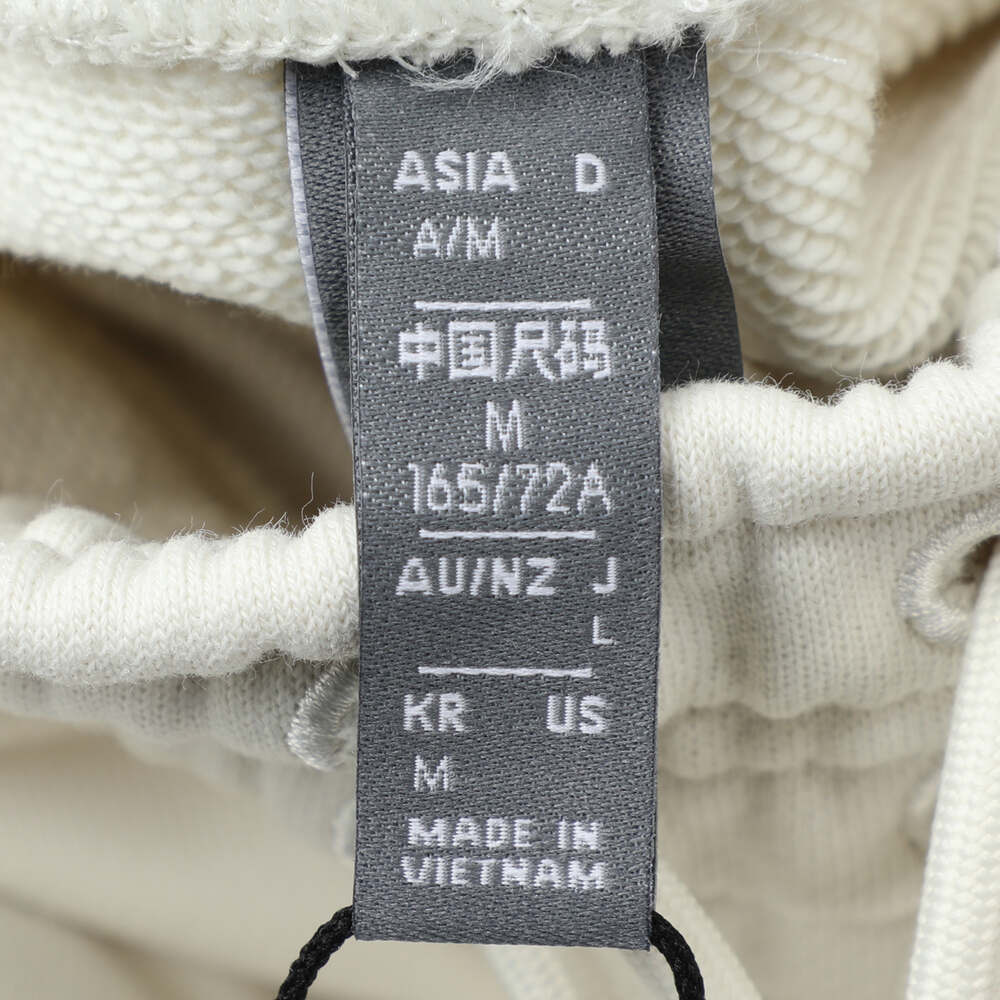 ASIA D
A/M
中国尺码
M
165/72A
AU/NZ J
L
KR US
M
MADE IN
VIETNAM